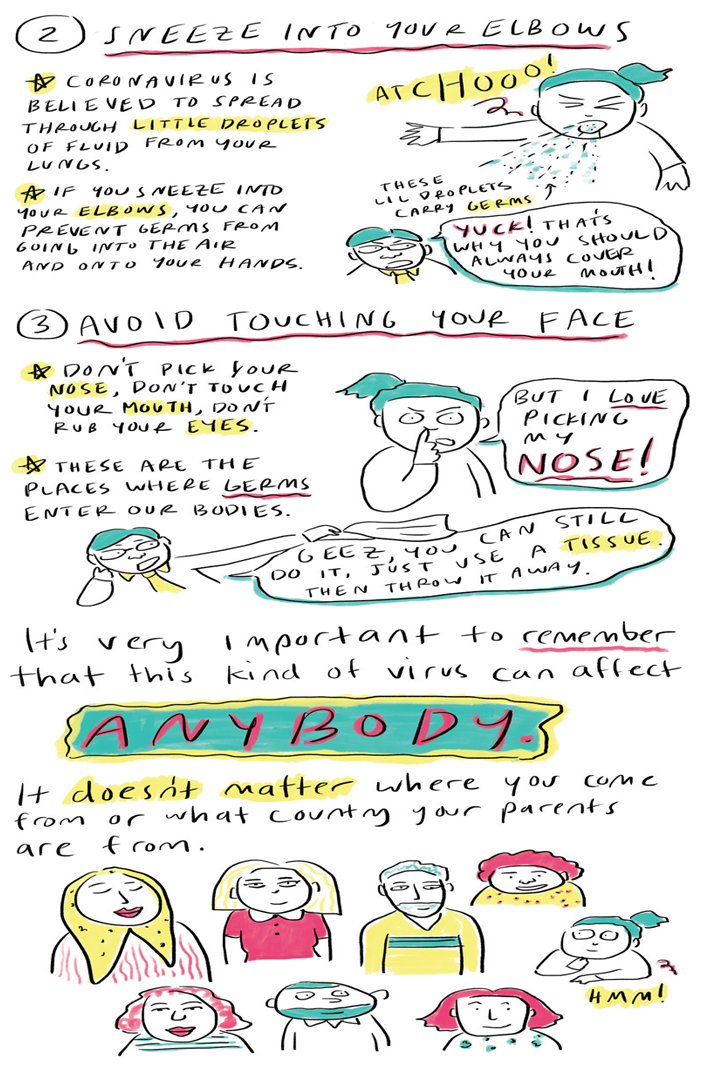 2 SNEEZE INTO YOUR ELBOWS
CORONAVIRUS IS
BELIEVED TO SPREAD
THROUGH LITTLE DROPLETS
OF FLUID FROM YOUR
LUNGS.
ATCHOOO!
IF YOU SNEEZE INTO
YOUR ELBOWS, YOU CAN
PREVENT GERMS FROM
GOING INTO THE AIR
AND ONTO YOUR HANDS.
THESE
LIL DROPLETS
CARRY GERMS
YUCK! THAT'S
WHY YOU SHOULD
ALWAYS COVER
YOUR MOUTH!
3 AVOID TOUCHING YOUR FACE
DON'T PICK YOUR
NOSE, DON'T TOUCH
YOUR MOUTH, DON'T
RUB YOUR EYES.
THESE ARE THE
PLACES WHERE GERMS
ENTER OUR BODIES.
BUT I LOVE
PICKING
MY
NOSE!
GEEZ, YOU CAN STILL
DO IT, JUST USE A TISSUE.
THEN THROW IT AWAY.
It's very important to remember
that this kind of virus can affect
ANYBODY.
It doesn't matter where you come
from or what country your parents
are from.
HMM!